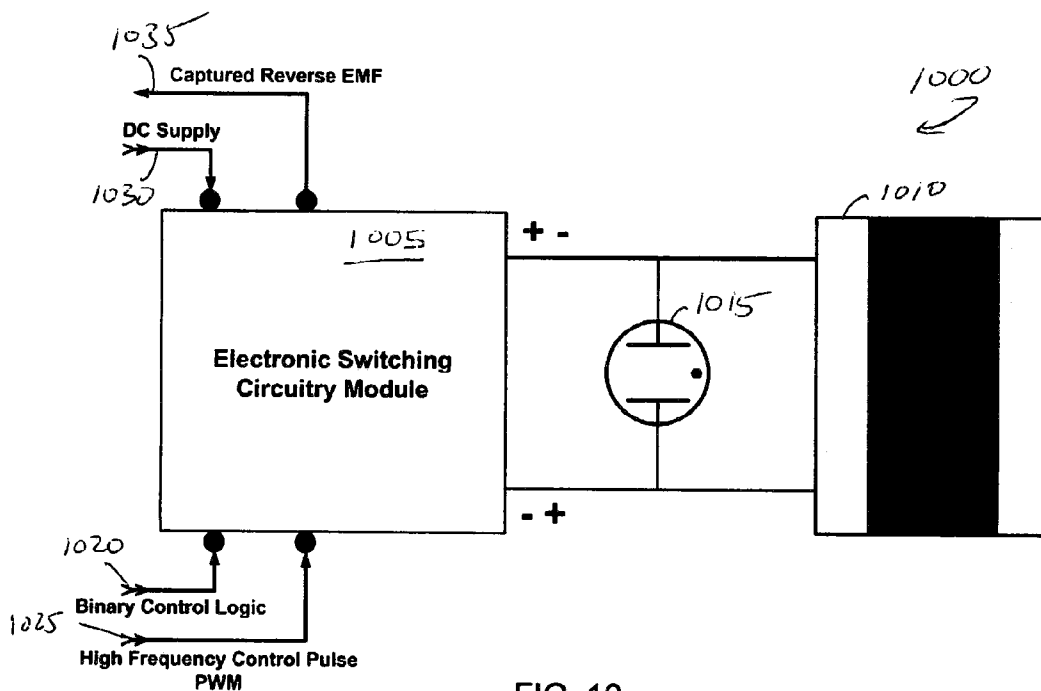 1035
Captured Reverse EMF
1000
DC Supply
1030
1010
1005
+ -
1015
Electronic Switching
Circuitry Module
- +
1020
Binary Control Logic
1025
High Frequency Control Pulse
PWM